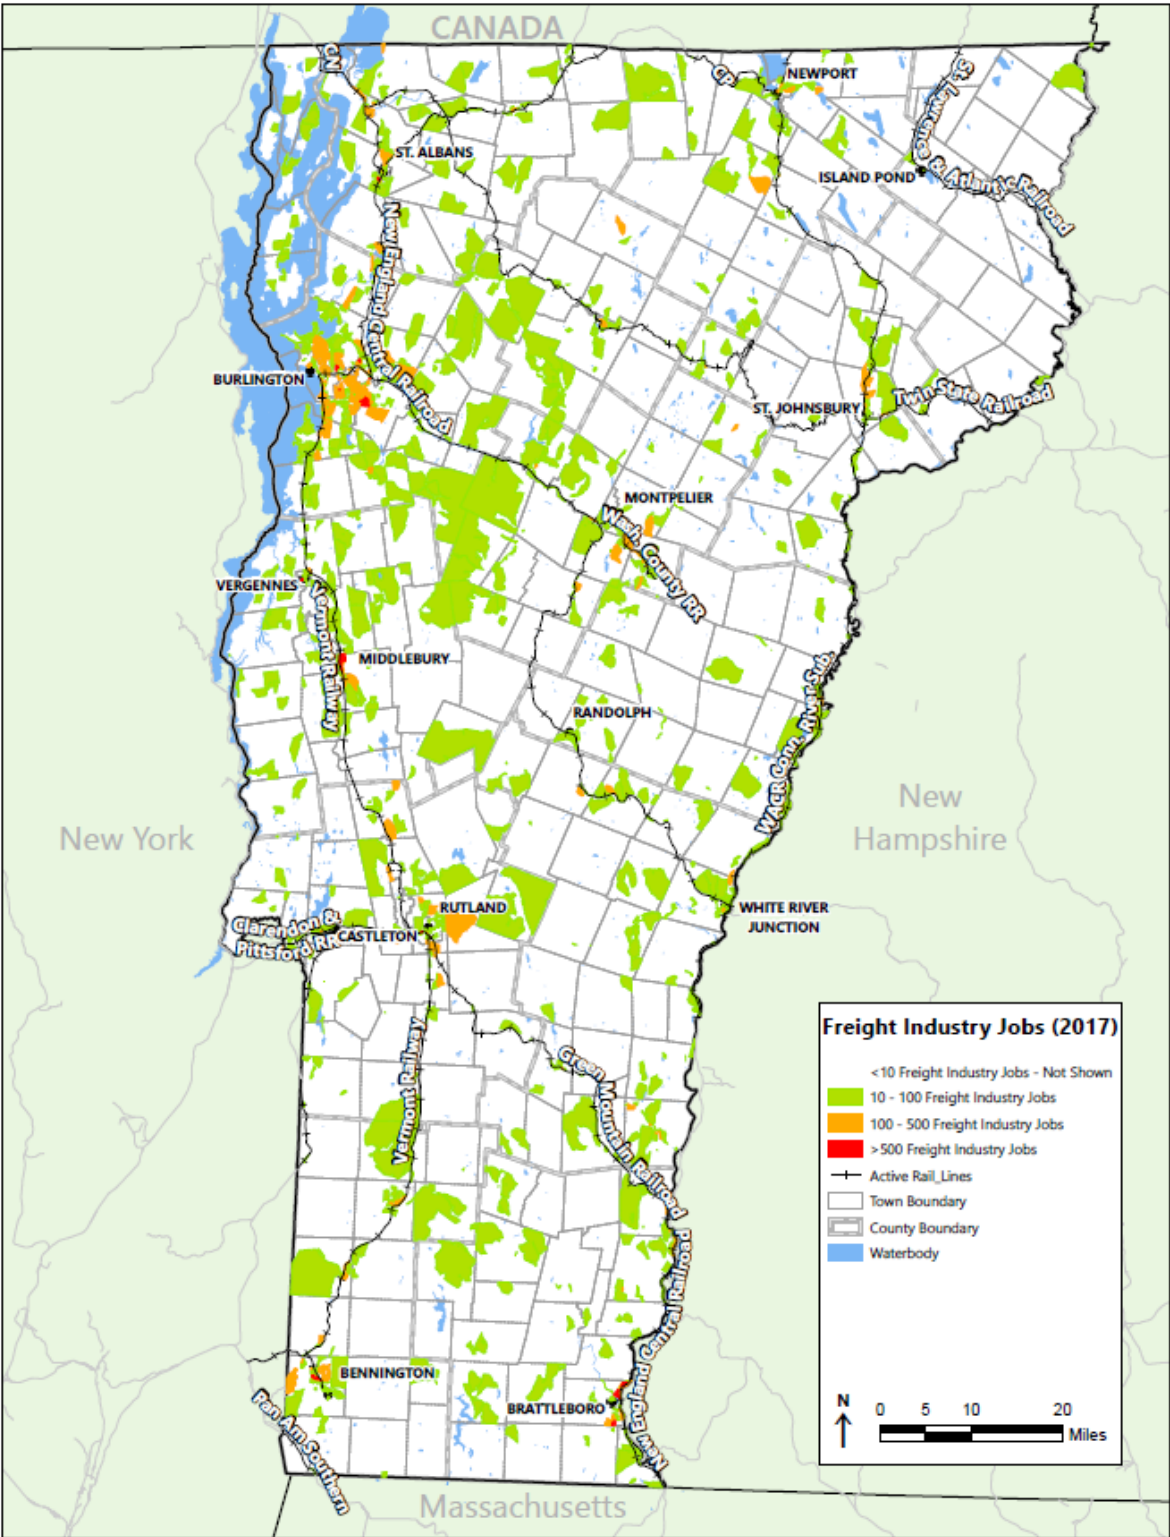 CANADA
CN
CP
NEWPORT
St. Lawrence & Atlantic Railroad
ST. ALBANS
ISLAND POND
New England Central Railroad
BURLINGTON
ST. JOHNSBURY
Twin State Railroad
MONTPELIER
Wash. County RR
VERGENNES
Vermont Railway
MIDDLEBURY
WACR Conn. River Sub.
RANDOLPH
New York
New
Hampshire
RUTLAND
WHITE RIVER
JUNCTION
Clarendon &
Pittsford RR
CASTLETON
Vermont Railway
Green Mountain Railroad
New England Central Railroad
BENNINGTON
BRATTLEBORO
Pan Am Southern
Massachusetts
Freight Industry Jobs (2017)
<10 Freight Industry Jobs - Not Shown
10 - 100 Freight Industry Jobs
100 - 500 Freight Industry Jobs
>500 Freight Industry Jobs
Active Rail_Lines
Town Boundary
County Boundary
Waterbody
N
0 5 10 20
Miles